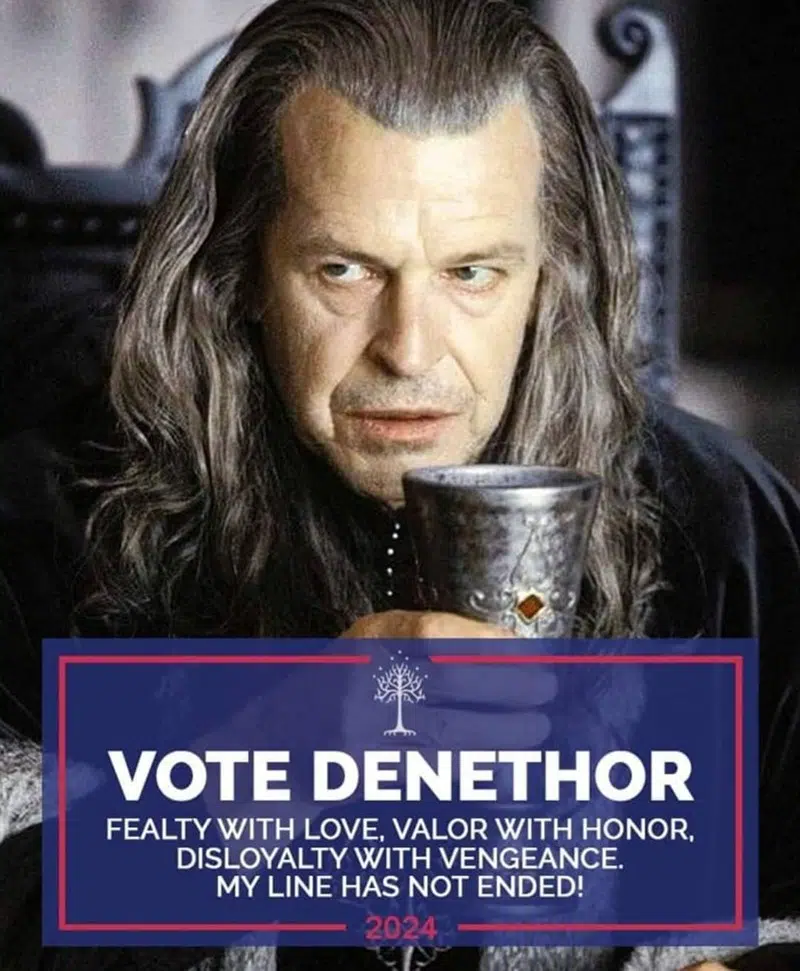 VOTE DENETHOR
FEALTY WITH LOVE, VALOR WITH HONOR,
DISLOYALTY WITH VENGEANCE.
MY LINE HAS NOT ENDED!
2024